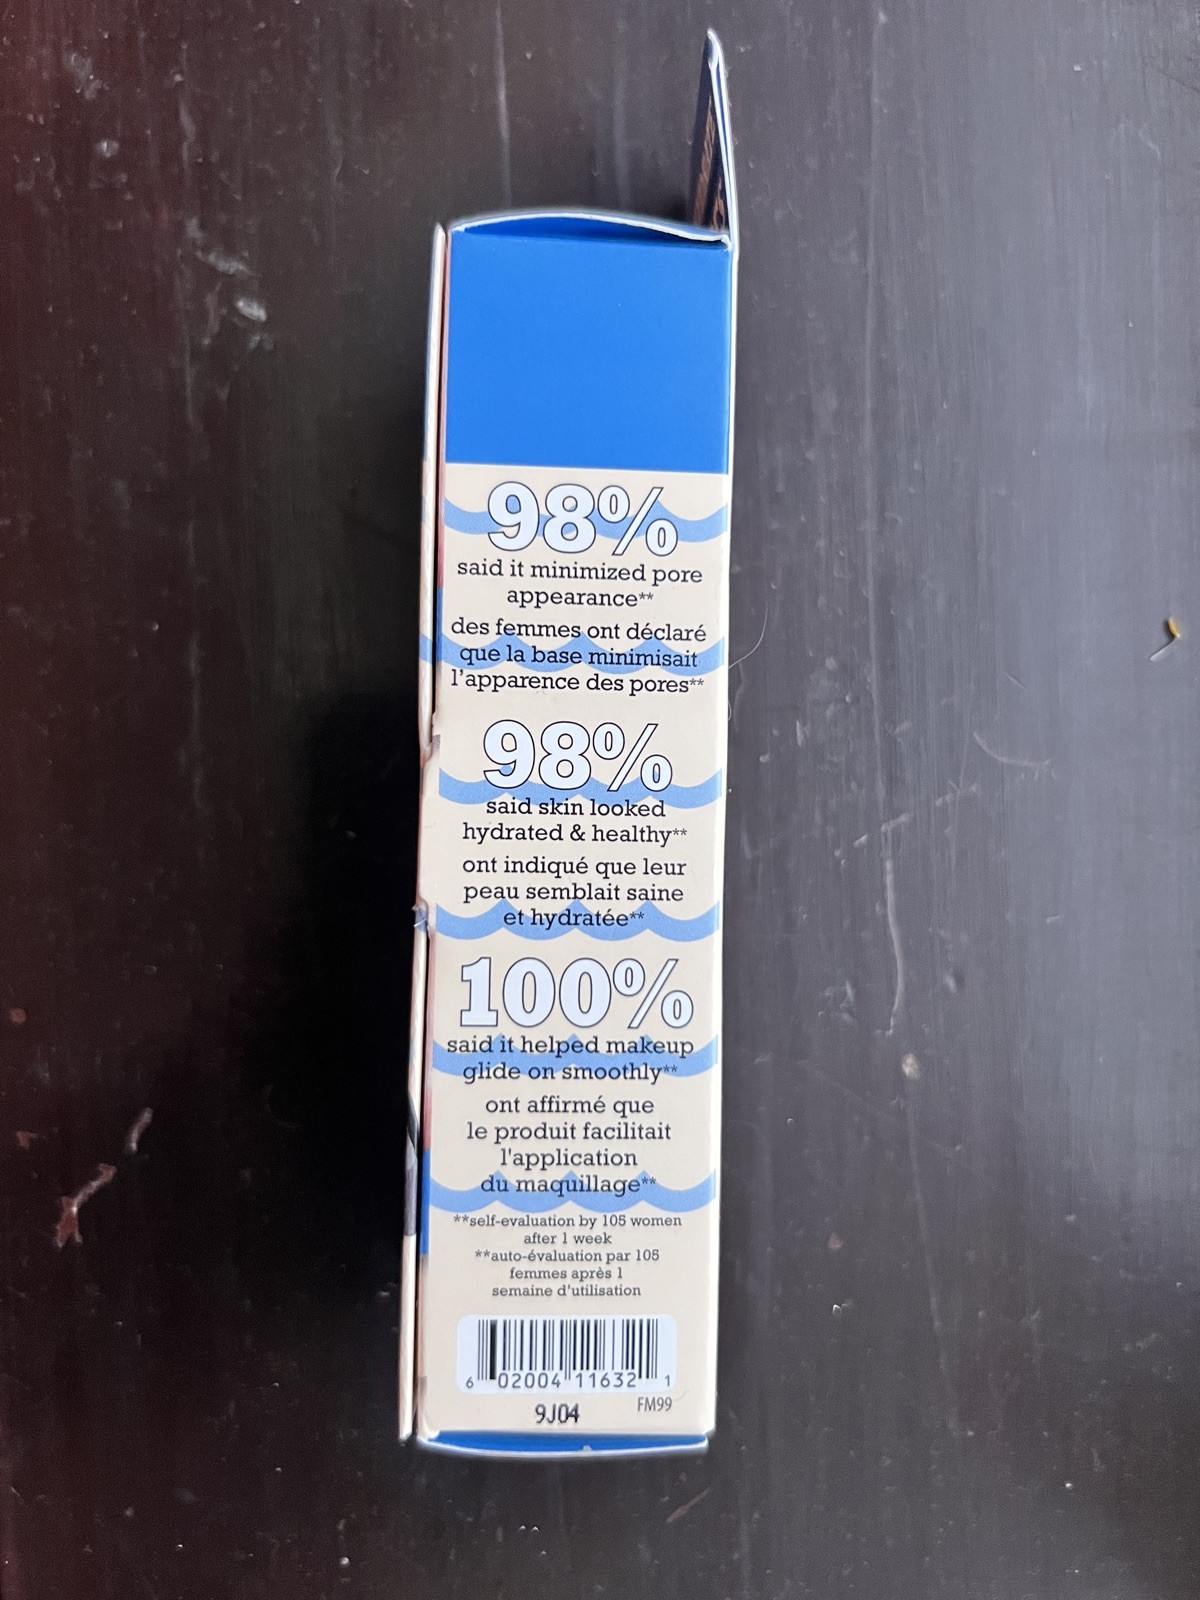 98%
said it minimized pore
appearance**
des femmes ont déclaré
que la base minimisait
l'apparence des pores**
98%
said skin looked
hydrated & healthy**
ont indiqué que leur
peau semblait saine
et hydratée**
100%
said it helped makeup
glide on smoothly**
ont affirmé que
le produit facilitait
l'application
du maquillage**
**self-evaluation by 105 women
after 1 week
**auto-évaluation par 105
femmes après 1
semaine d'utilisation
6 02004 11632 1
9J04 FM99